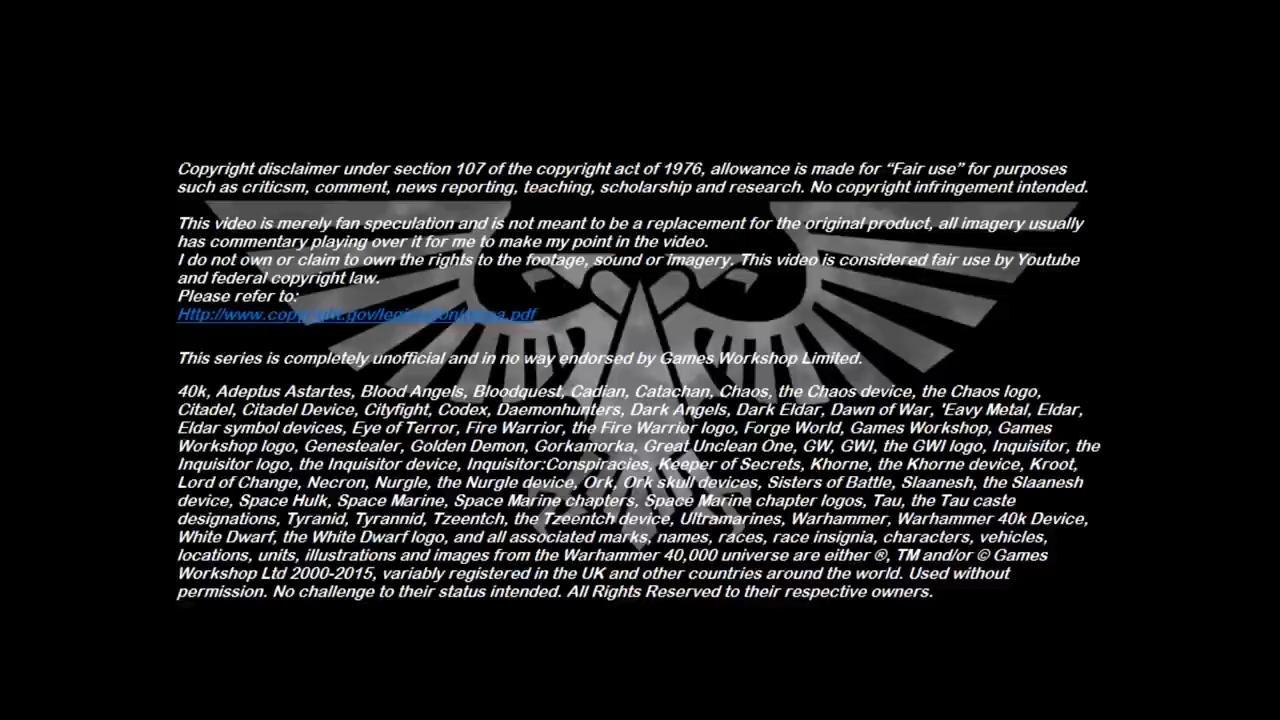 Copyright disclaimer under section 107 of the copyright act of 1976, allowance is made for “Fair use” for purposes
such as criticsm, comment, news reporting, teaching, scholarship and research. No copyright infringement intended.
This video is merely fan speculation and is not meant to be a replacement for the original product, all imagery usually
has commentary playing over it for me to make my point in the video.
I do not own or claim to own the rights to the footage, sound or imagery. This video is considered fair use by Youtube
and federal copyright law.
Please refer to:
Http://www.copyright.gov/legislation/dmca.pdf
This series is completely unofficial and in no way endorsed by Games Workshop Limited.
40k, Adeptus Astartes, Blood Angels, Bloodquest, Cadian, Catachan, Chaos, the Chaos device, the Chaos logo,
Citadel, Citadel Device, Cityfight, Codex, Daemonhunters, Dark Angels, Dark Eldar, Dawn of War, 'Eavy Metal, Eldar,
Eldar symbol devices, Eye of Terror, Fire Warrior, the Fire Warrior logo, Forge World, Games Workshop, Games
Workshop logo, Genestealer, Golden Demon, Gorkamorka, Great Unclean One, GW, GWI, the GWI logo, Inquisitor, the
Inquisitor logo, the Inquisitor device, Inquisitor:Conspiracies, Keeper of Secrets, Khorne, the Khorne device, Kroot,
Lord of Change, Necron, Nurgle, the Nurgle device, Ork, Ork skull devices, Sisters of Battle, Slaanesh, the Slaanesh
device, Space Hulk, Space Marine, Space Marine chapters, Space Marine chapter logos, Tau, the Tau caste
designations, Tyranid, Tyrannid, Tzeentch, the Tzeentch device, Ultramarines, Warhammer, Warhammer 40k Device,
White Dwarf, the White Dwarf logo, and all associated marks, names, races, race insignia, characters, vehicles,
locations, units, illustrations and images from the Warhammer 40,000 universe are either ®, TM and/or © Games
Workshop Ltd 2000-2015, variably registered in the UK and other countries around the world. Used without
permission. No challenge to their status intended. All Rights Reserved to their respective owners.